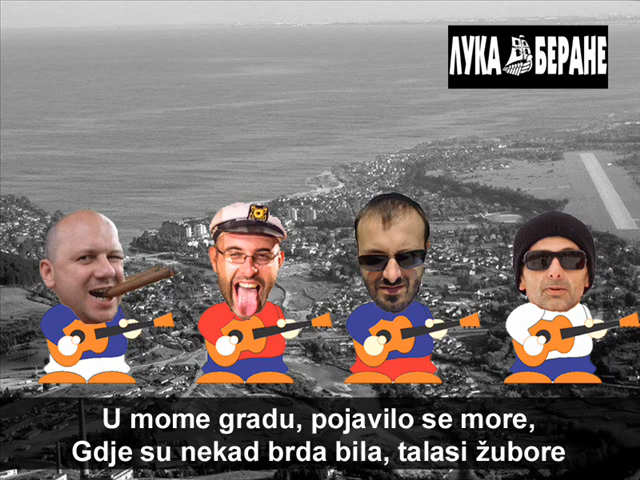 ЛУКА БЕРАНЕ
U mome gradu, pojavilo se more,
Gdje su nekad brda bila, talasi žubore